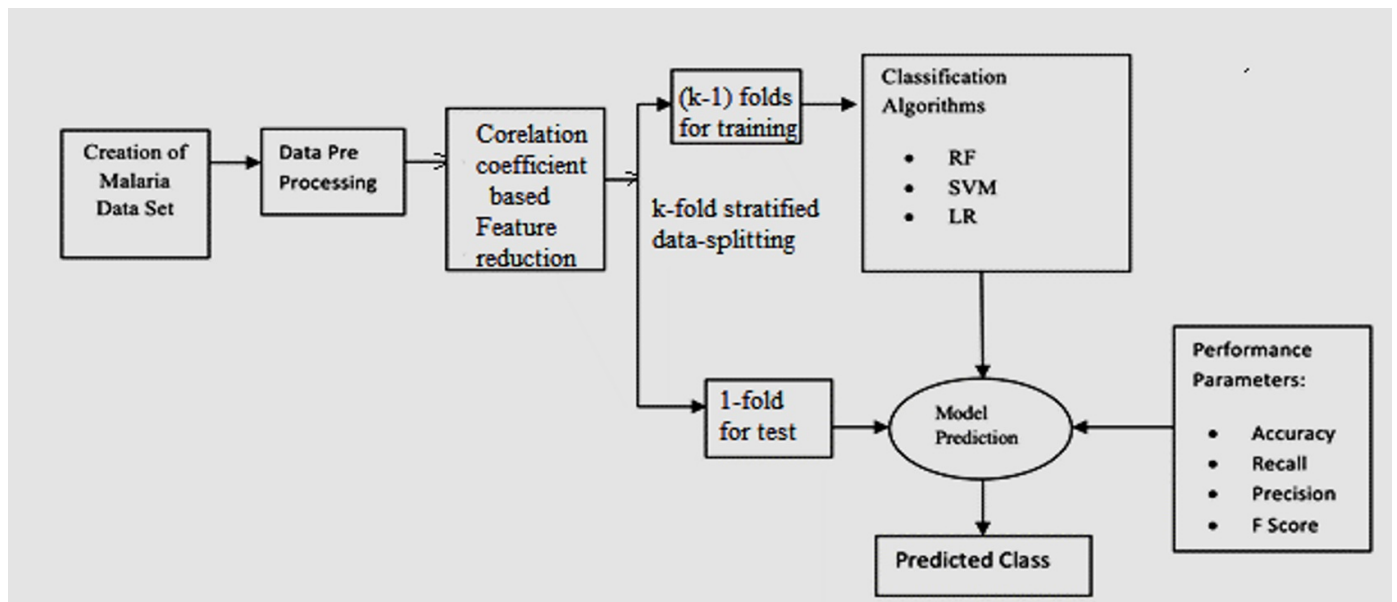 Creation of
Malaria
Data Set
Data Pre
Processing
Corelation
coefficient
based
Feature
reduction
(k-1) folds
for training
k-fold stratified
data-splitting
Classification
Algorithms
• RF
• SVM
• LR
1-fold
for test
Model
Prediction
Performance
Parameters:
• Accuracy
• Recall
• Precision
• F Score
Predicted Class